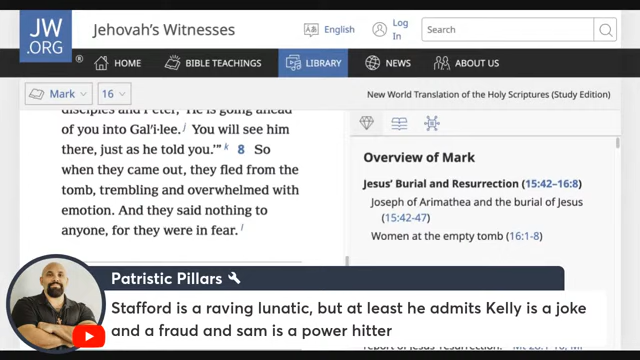 JW
.ORG
®
Jehovah's Witnesses
English
Log
In
Search
HOME
BIBLE TEACHINGS
LIBRARY
NEWS
ABOUT US
Mark
16
New World Translation of the Holy Scriptures (Study Edition)
disciples and Peter, 'He is going ahead
of you into Galʹi·lee. j You will see him
there, just as he told you.'" k 8 So
when they came out, they fled from the
tomb, trembling and overwhelmed with
emotion. And they said nothing to
anyone, for they were in fear. l
Overview of Mark
Jesus' Burial and Resurrection (15:42–16:8)
Joseph of Arimathea and the burial of Jesus
(15:42-47)
Women at the empty tomb (16:1-8)
Patristic Pillars
Stafford is a raving lunatic, but at least he admits Kelly is a joke
and a fraud and sam is a power hitter
report of Jesus' resurrection: